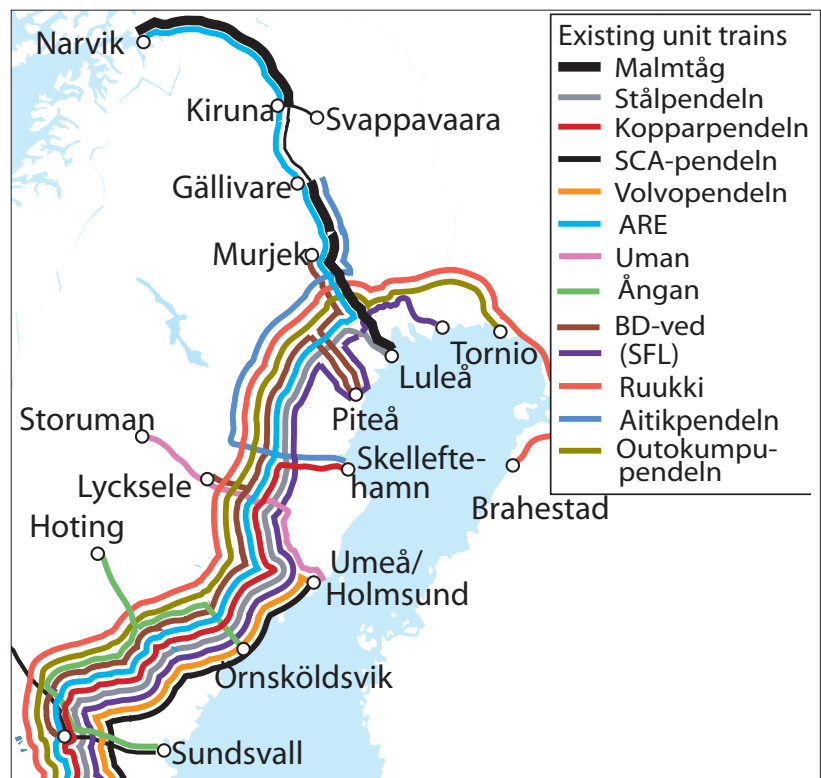 Narvik
Kiruna
Svappavaara
Gällivare
Murjek
Tornio
Luleå
Piteå
Storuman
Skellefte-
hamn
Lycksele
Brahestad
Hoting
Umeå/
Holmsund
Örnsköldsvik
Sundsvall
Existing unit trains
Malmtåg
Stålpendeln
Kopparpendeln
SCA-pendeln
Volvopendeln
ARE
Uman
Ångan
BD-ved
(SFL)
Ruukki
Aitikpendeln
Outokumpu-
pendeln